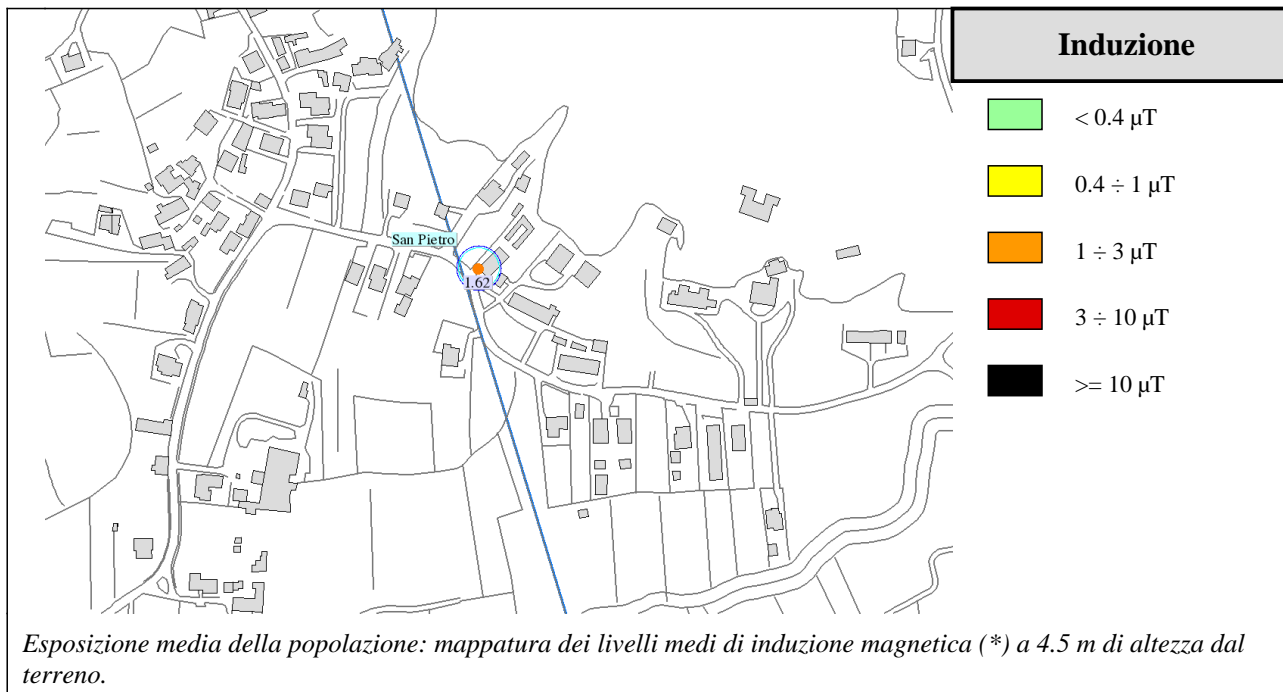 Induzione
< 0.4 µT
0.4 ÷ 1 µT
1 ÷ 3 µT
3 ÷ 10 µT
>= 10 µT
San Pietro
1.62
Esposizione media della popolazione: mappatura dei livelli medi di induzione magnetica (*) a 4.5 m di altezza dal
terreno.